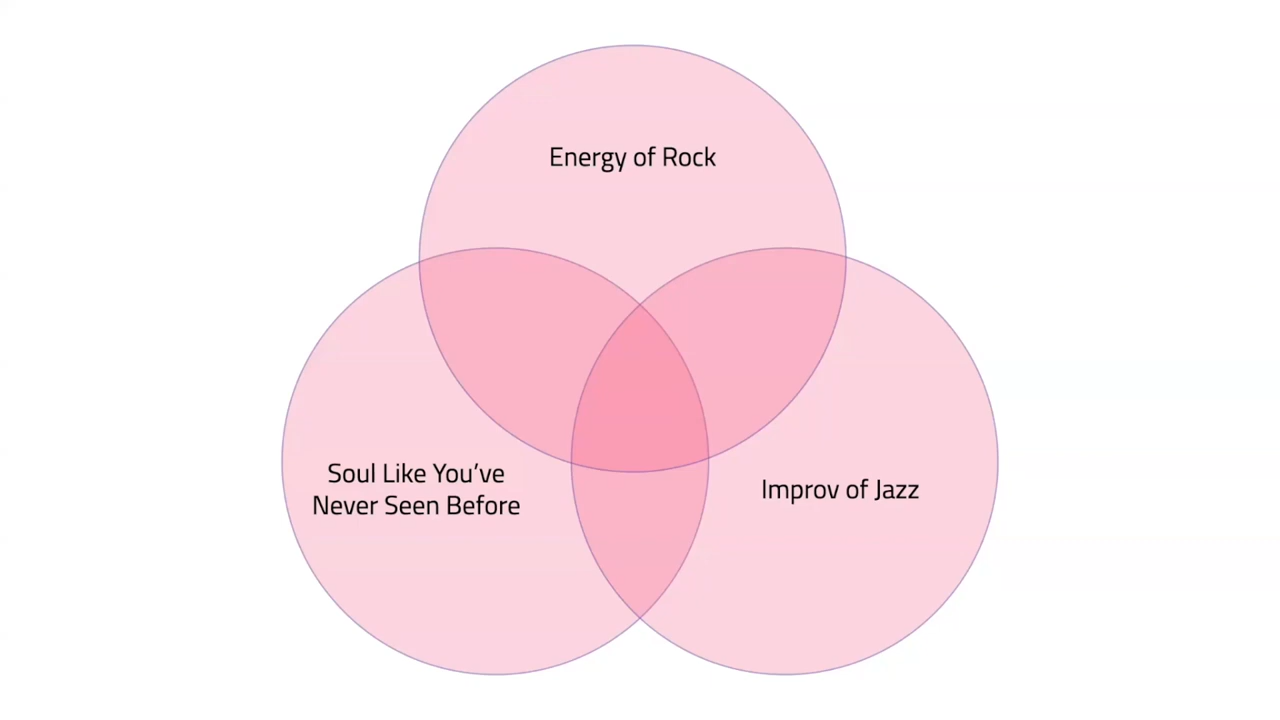 Energy of Rock
Soul Like You've
Never Seen Before
Improv of Jazz